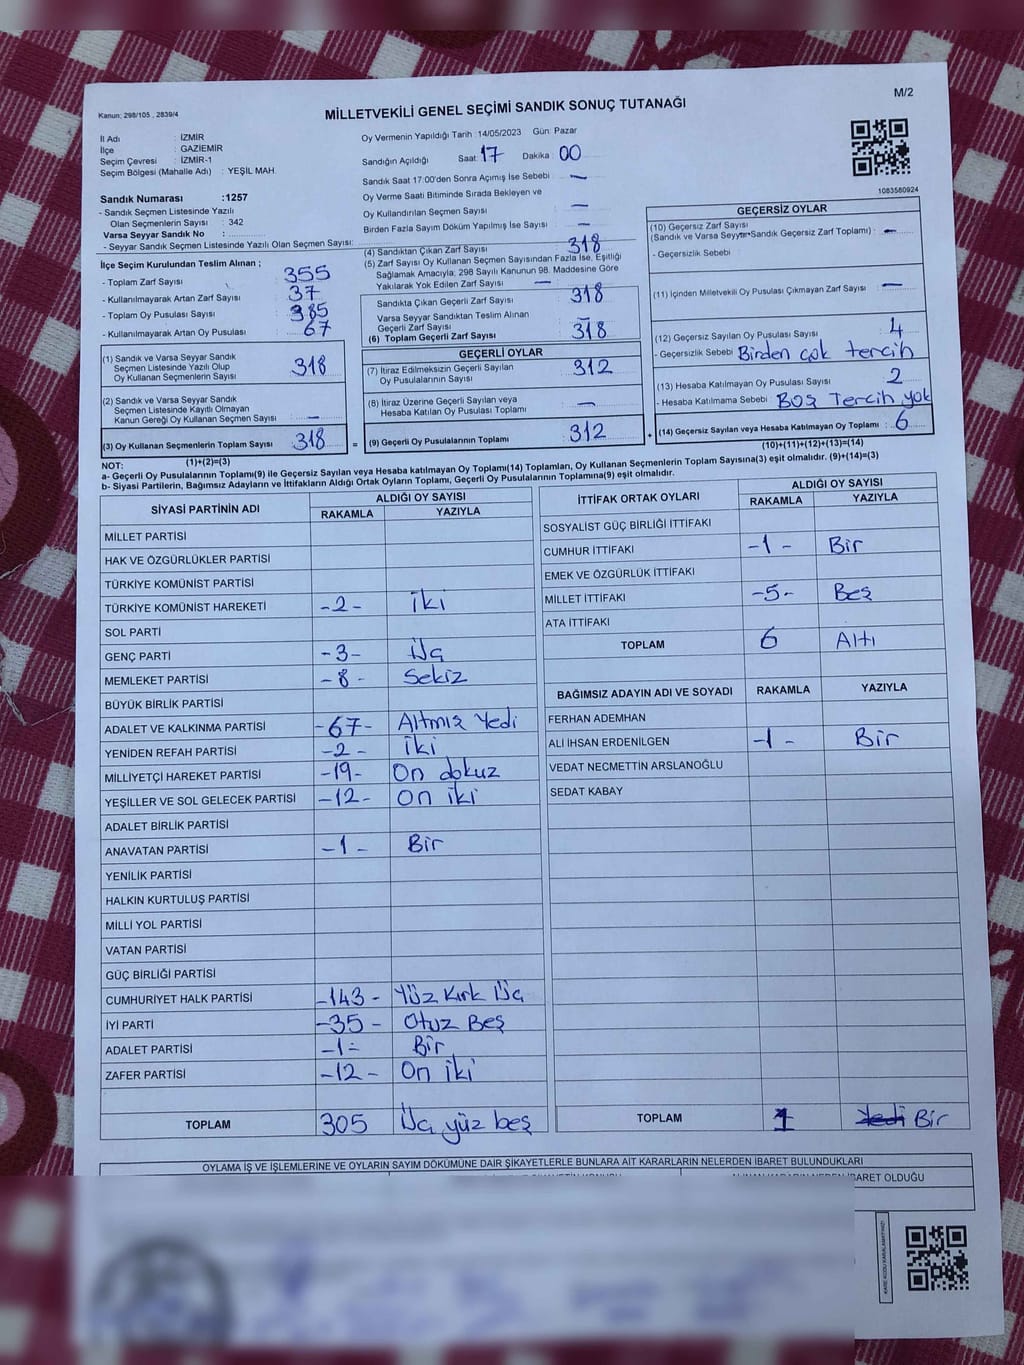 Kanun; 298/105 , 2839/4
MİLLETVEKİLİ GENEL SEÇİMİ SANDIK SONUÇ TUTANAĞI
M/2
İl Adı : İZMİR
İlçe : GAZİEMİR
Seçim Çevresi : İZMİR-1
Seçim Bölgesi (Mahalle Adı) : YEŞİL MAH.
Sandık Numarası :1257
- Sandık Seçmen Listesinde Yazılı
Olan Seçmenlerin Sayısı : 342
Varsa Seyyar Sandık No :
- Seyyar Sandık Seçmen Listesinde Yazılı Olan Seçmen Sayısı:
Oy Vermenin Yapıldığı Tarih :14/05/2023 Gün: Pazar
Sandığın Açıldığı Saat: 17 Dakika 00
Sandık Saat 17:00'den Sonra Açımış İse Sebebi : —
Oy Verme Saati Bitiminde Sırada Bekleyen ve
Oy Kullandırılan Seçmen Sayısı : —
Birden Fazla Sayım Döküm Yapılmış İse Sayısı : —
1083580924
İlçe Seçim Kurulundan Teslim Alınan ;
- Toplam Zarf Sayısı : 355
- Kullanılmayarak Artan Zarf Sayısı : 37
- Toplam Oy Pusulası Sayısı : 385
- Kullanılmayarak Artan Oy Pusulası : 67
(4) Sandıktan Çıkan Zarf Sayısı : 318
(5) Zarf Sayısı Oy Kullanan Seçmen Sayısından Fazla İse, Eşitliği
Sağlamak Amacıyla; 298 Sayılı Kanunun 98. Maddesine Göre
Yakılarak Yok Edilen Zarf Sayısı : —
Sandıkta Çıkan Geçerli Zarf Sayısı : 318
Varsa Seyyar Sandıktan Teslim Alınan
Geçerli Zarf Sayısı : —
(6) Toplam Geçerli Zarf Sayısı : 318
GEÇERSİZ OYLAR
(10) Geçersiz Zarf Sayısı
(Sandık ve Varsa Seyyar Sandık Geçersiz Zarf Toplamı) : —
- Geçersizlik Sebebi :
(11) İçinden Milletvekili Oy Pusulası Çıkmayan Zarf Sayısı : —
(12) Geçersiz Sayılan Oy Pusulası Sayısı : 4
- Geçersizlik Sebebi : Birden çok tercih
(13) Hesaba Katılmayan Oy Pusulası Sayısı : 2
- Hesaba Katılmama Sebebi : Boş Tercih yok
(14) Geçersiz Sayılan veya Hesaba Katılmayan Oy Toplamı : 6
(10)+(11)+(12)+(13)=(14)
(1) Sandık ve Varsa Seyyar Sandık
Seçmen Listesinde Yazılı Olup
Oy Kullanan Seçmenlerin Sayısı : 318
(2) Sandık ve Varsa Seyyar Sandık
Seçmen Listesinde Kayıtlı Olmayan
Kanun Gereği Oy Kullanan Seçmen Sayısı : —
(3) Oy Kullanan Seçmenlerin Toplam Sayısı : 318
(1)+(2)=(3)
=
GEÇERLİ OYLAR
(7) İtiraz Edilmeksizin Geçerli Sayılan
Oy Pusulalarının Sayısı : 312
(8) İtiraz Üzerine Geçerli Sayılan veya
Hesaba Katılan Oy Pusulaları Toplamı : —
(9) Geçerli Oy Pusulalarının Toplamı : 312
+
NOT:
a- Geçerli Oy Pusulalarının Toplamı(9) ile Geçersiz Sayılan veya Hesaba katılmayan Oy Toplamı(14) Toplamları, Oy Kullanan Seçmenlerin Toplam Sayısına(3) eşit olmalıdır. (9)+(14)=(3)
b- Siyasi Partilerin, Bağımsız Adayların ve İttifakların Aldığı Ortak Oyların Toplamı, Geçerli Oy Pusulalarının Toplamına(9) eşit olmalıdır.
SİYASİ PARTİNİN ADI ALDIĞI OY SAYISI
RAKAMLA YAZIYLA
MİLLET PARTİSİ
HAK VE ÖZGÜRLÜKLER PARTİSİ
TÜRKİYE KOMÜNİST PARTİSİ
TÜRKİYE KOMÜNİST HAREKETİ -2- İki
SOL PARTİ
GENÇ PARTİ -3- Üç
MEMLEKET PARTİSİ -8- Sekiz
BÜYÜK BİRLİK PARTİSİ
ADALET VE KALKINMA PARTİSİ -67- Altmış Yedi
YENİDEN REFAH PARTİSİ -2- İki
MİLLİYETÇİ HAREKET PARTİSİ -19- On dokuz
YEŞİLLER VE SOL GELECEK PARTİSİ -12- On iki
ADALET BİRLİK PARTİSİ
ANAVATAN PARTİSİ -1- Bir
YENİLİK PARTİSİ
HALKIN KURTULUŞ PARTİSİ
MİLLİ YOL PARTİSİ
VATAN PARTİSİ
GÜÇ BİRLİĞİ PARTİSİ
CUMHURİYET HALK PARTİSİ -143- Yüz Kırk Üç
İYİ PARTİ -35- Otuz Beş
ADALET PARTİSİ -1- Bir
ZAFER PARTİSİ -12- On iki
TOPLAM 305 Üç yüz beş
İTTİFAK ORTAK OYLARI ALDIĞI OY SAYISI
RAKAMLA YAZIYLA
SOSYALİST GÜÇ BİRLİĞİ İTTİFAKI
CUMHUR İTTİFAKI -1- Bir
EMEK VE ÖZGÜRLÜK İTTİFAKI
MİLLET İTTİFAKI -5- Beş
ATA İTTİFAKI
TOPLAM 6 Altı
BAĞIMSIZ ADAYIN ADI VE SOYADI RAKAMLA YAZIYLA
FERHAN ADEMHAN
ALİ İHSAN ERDENİLGEN -1- Bir
VEDAT NECMETTİN ARSLANOĞLU
SEDAT KABAY
TOPLAM 1 Yedi Bir
OYLAMA İŞ VE İŞLEMLERİNE VE OYLARIN SAYIM DÖKÜMÜNE DAİR ŞİKAYETLERLE BUNLARA AİT KARARLARIN NELERDEN İBARET BULUNDUKLARI
İBARET OLDUĞU